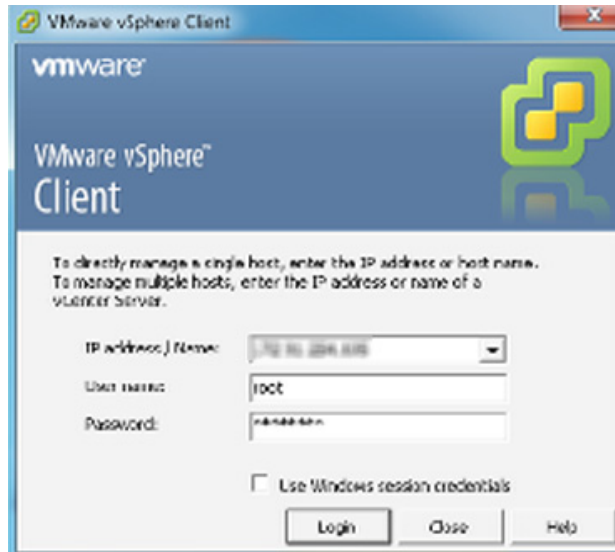 VMware vSphere Client
vmware
VMware vSphere™
Client
To directly manage a single host, enter the IP address or host name.
To manage multiple hosts, enter the IP address or name of a
vCenter Server.
IP address / Name:
User name: root
Password: ********
Use Windows session credentials
Login Close Help